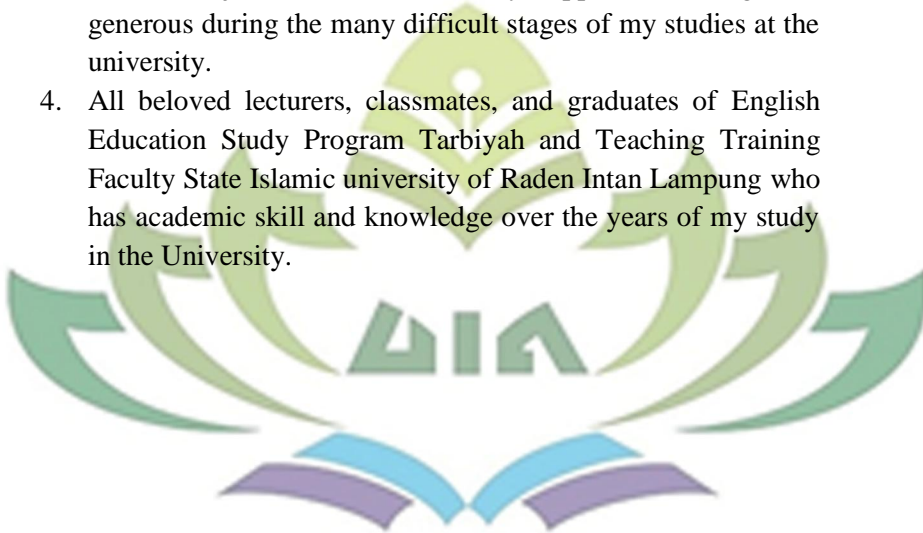 generous during the many difficult stages of my studies at the
university.
4. All beloved lecturers, classmates, and graduates of English
Education Study Program Tarbiyah and Teaching Training
Faculty State Islamic university of Raden Intan Lampung who
has academic skill and knowledge over the years of my study
in the University.
UIN